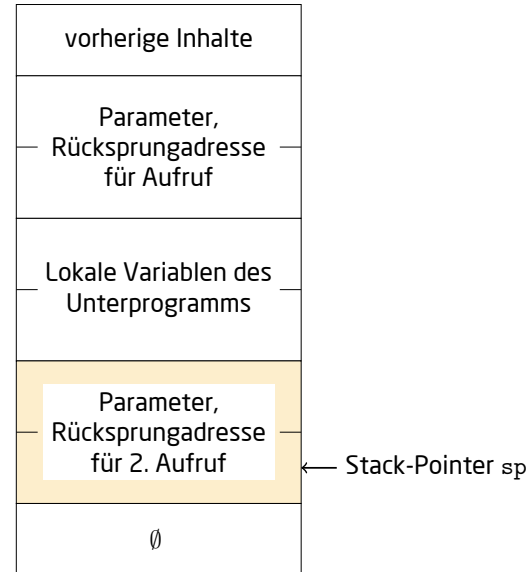 vorherige Inhalte
Parameter,
Rücksprungadresse
für Aufruf
Lokale Variablen des
Unterprogramms
Parameter,
Rücksprungadresse
für 2. Aufruf
Stack-Pointer sp
∅